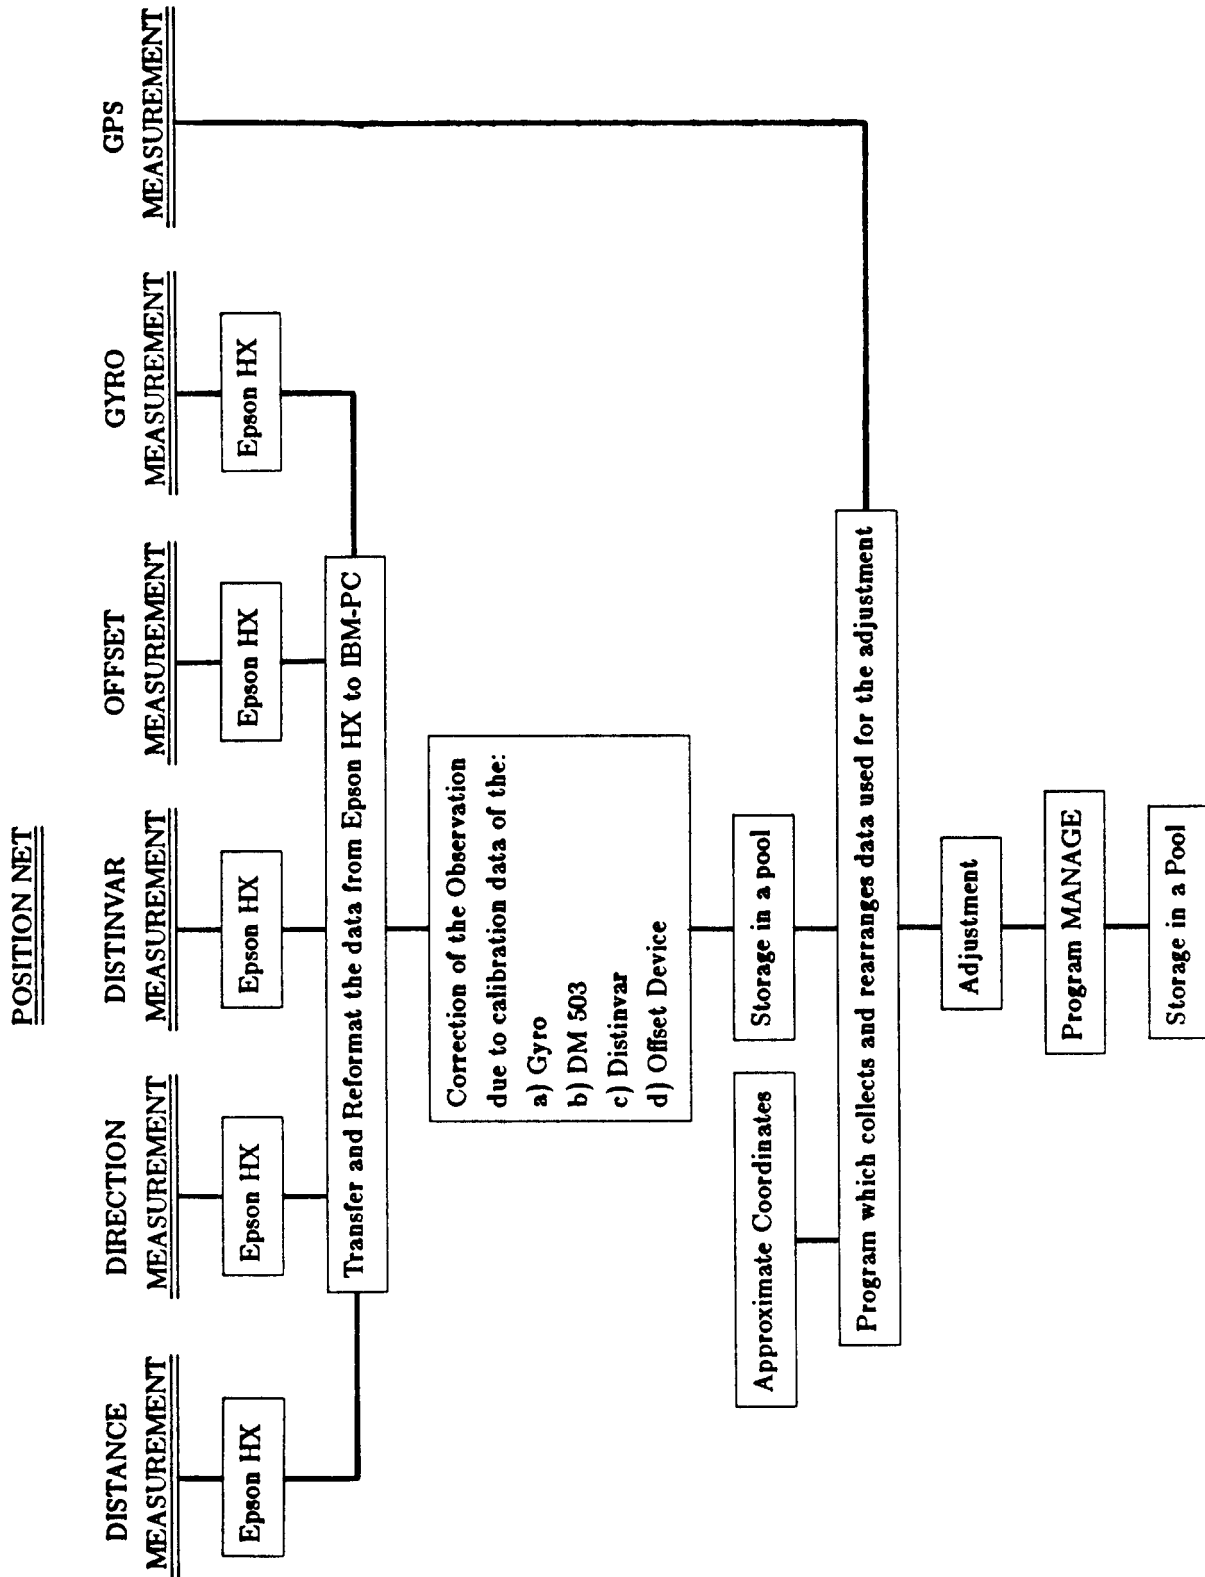 POSITION NET
DISTANCE
MEASUREMENT
DIRECTION
MEASUREMENT
DISTINVAR
MEASUREMENT
OFFSET
MEASUREMENT
GYRO
MEASUREMENT
GPS
MEASUREMENT
Epson HX
Epson HX
Epson HX
Epson HX
Epson HX
Transfer and Reformat the data from Epson HX to IBM-PC
Correction of the Observation
due to calibration data of the:
a) Gyro
b) DM 503
c) Distinvar
d) Offset Device
Approximate Coordinates
Storage in a pool
Program which collects and rearranges data used for the adjustment
Adjustment
Program MANAGE
Storage in a Pool